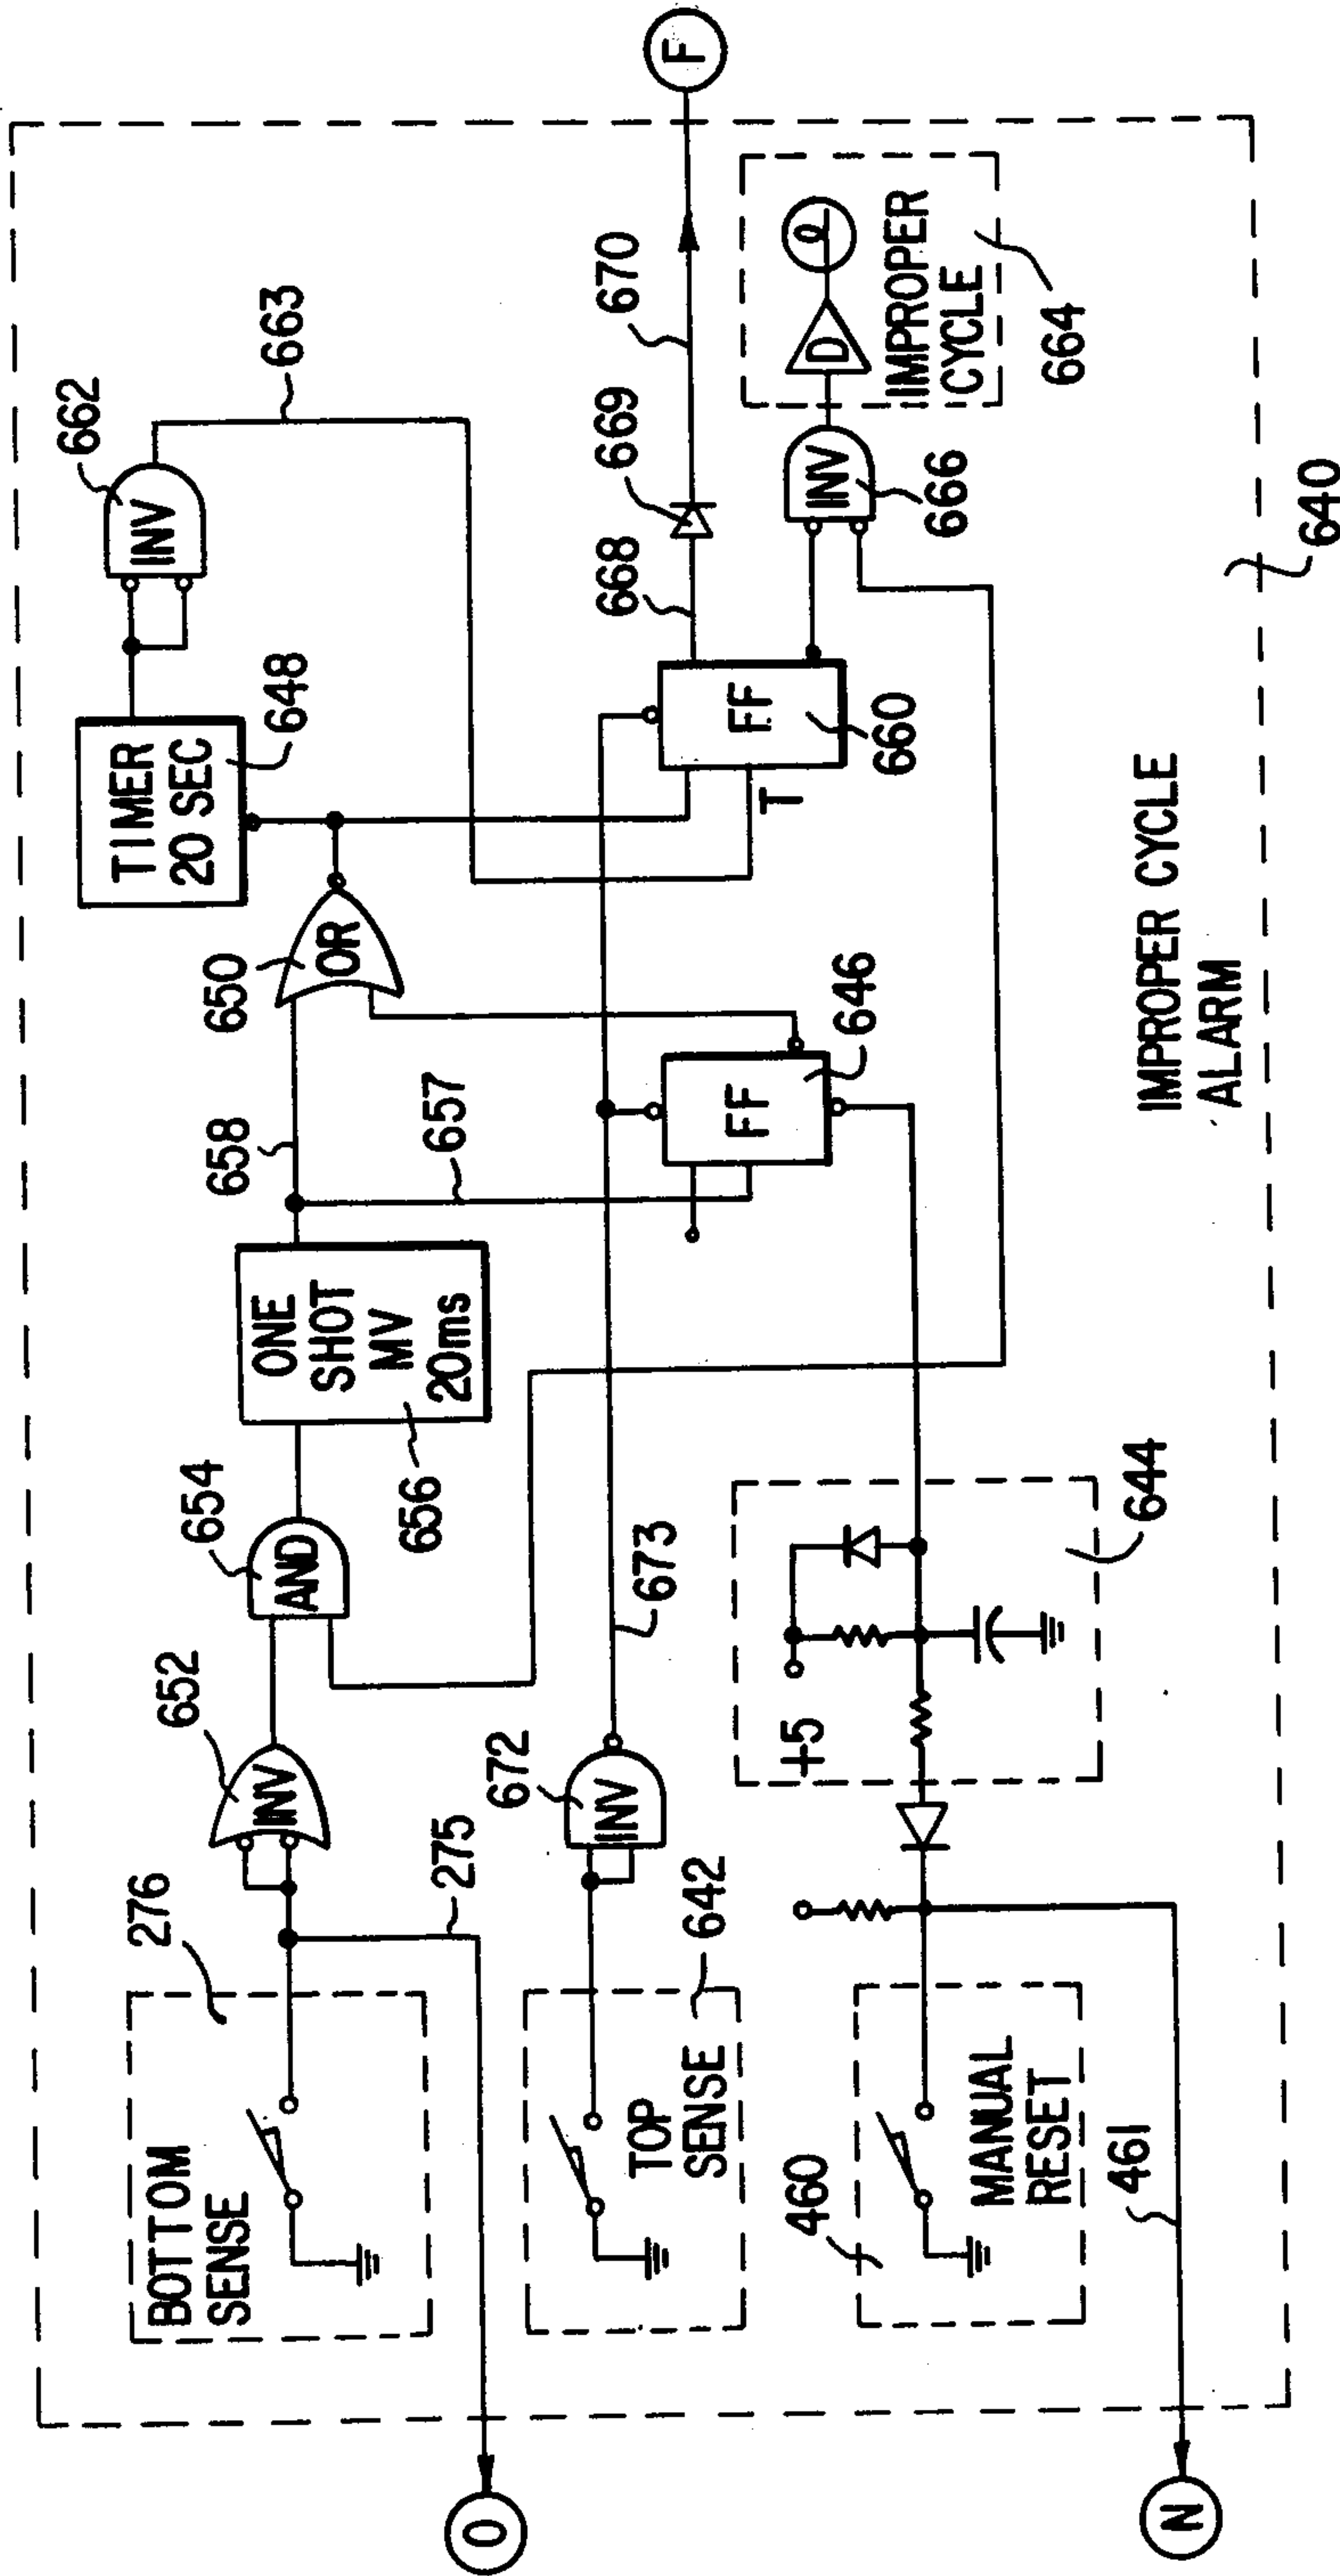 BOTTOM
SENSE
276
O
275
652
INV
654
AND
656
ONE
SHOT
MV
20ms
658
657
650
OR
TIMER
20 SEC
648
662
INV
663
TOP
SENSE
642
672
INV
673
FF
646
FF
660
T
668
669
670
F
INV
666
D
IMPROPER
CYCLE
664
460
MANUAL
RESET
461
N
+5
644
IMPROPER CYCLE
ALARM
640